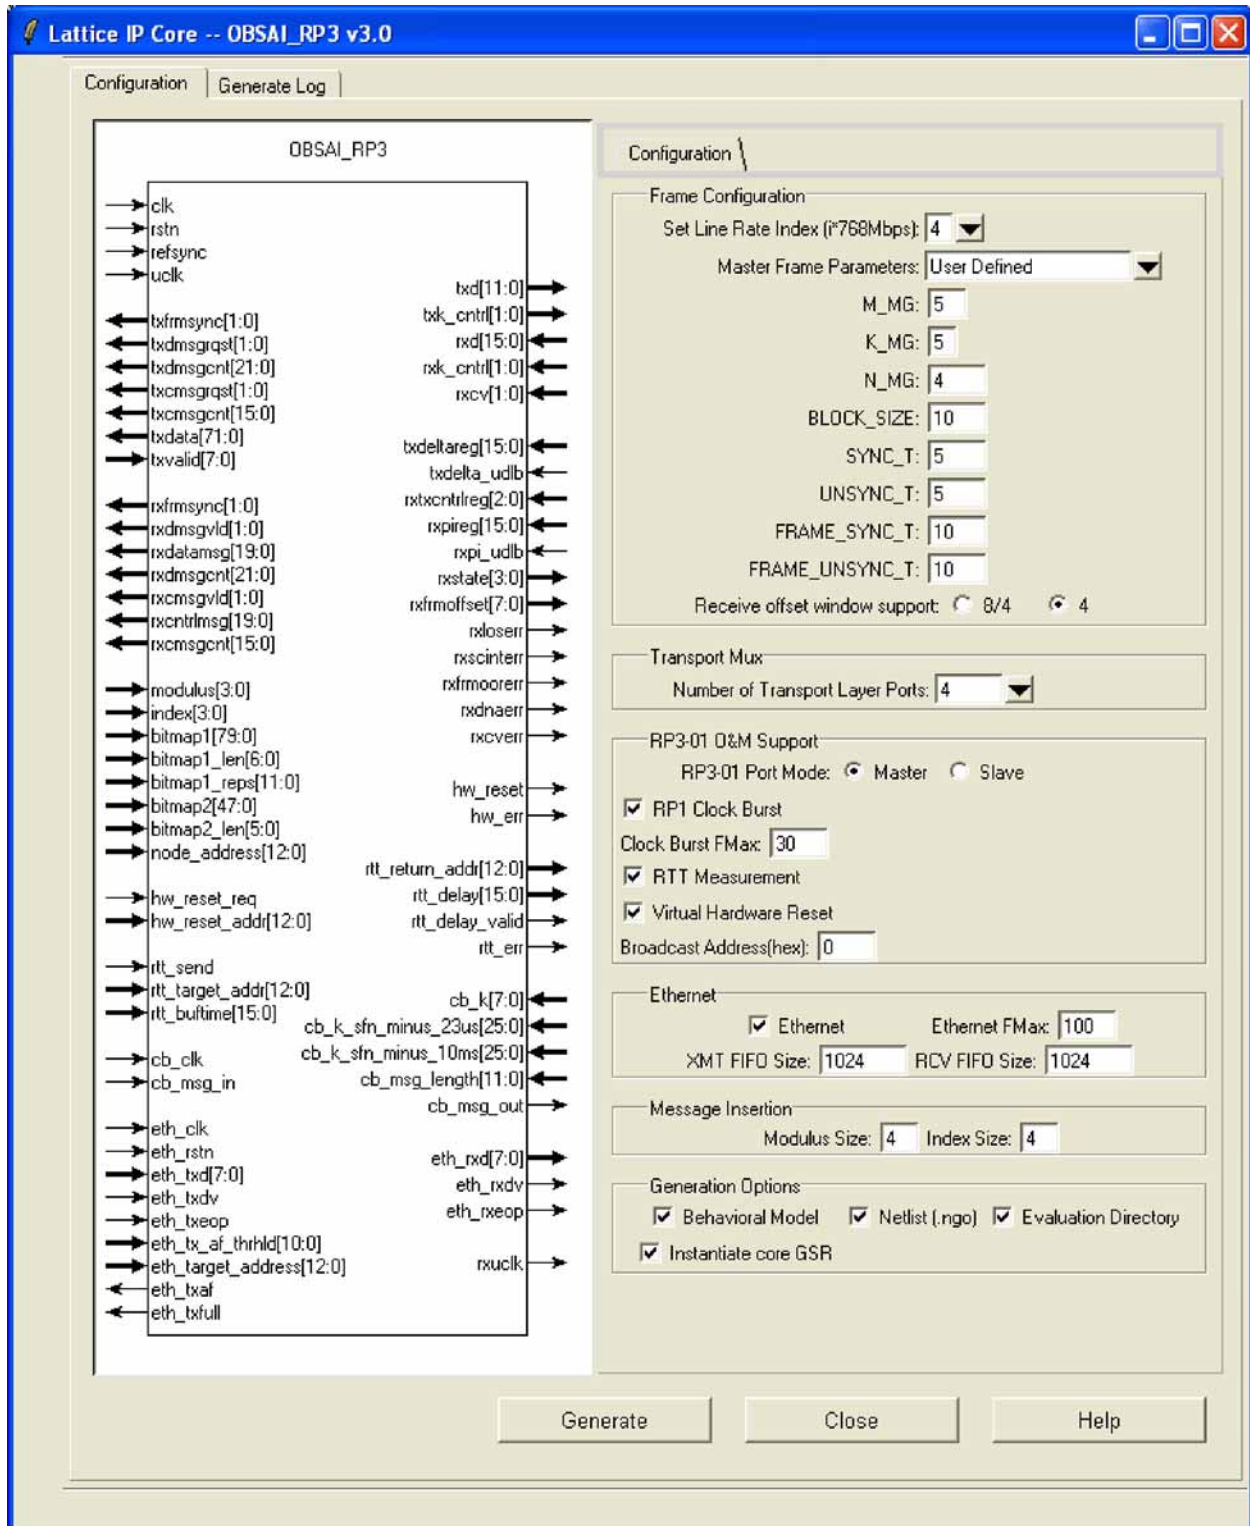 Lattice IP Core -- OBSAI_RP3 v3.0
Configuration
Generate Log
OBSAI_RP3
clk
rstn
refsync
uclk
txfrmsync[1:0]
txdmsgrqst[1:0]
txdmsgcnt[21:0]
txcmsgrqst[1:0]
txcmsgcnt[15:0]
txdata[71:0]
txvalid[7:0]
rxfrmsync[1:0]
rxdmsgvld[1:0]
rxdatamsg[19:0]
rxdmsgcnt[21:0]
rxcmsgvld[1:0]
rxcntrlmsg[19:0]
rxcmsgcnt[15:0]
modulus[3:0]
index[3:0]
bitmap1[79:0]
bitmap1_len[6:0]
bitmap1_reps[11:0]
bitmap2[47:0]
bitmap2_len[5:0]
node_address[12:0]
hw_reset_req
hw_reset_addr[12:0]
rtt_send
rtt_target_addr[12:0]
rtt_buftime[15:0]
cb_clk
cb_msg_in
eth_clk
eth_rstn
eth_txd[7:0]
eth_txdv
eth_txeop
eth_tx_af_thrhld[10:0]
eth_target_address[12:0]
eth_txaf
eth_txfull
txd[11:0]
txk_cntrl[1:0]
rxd[15:0]
rxk_cntrl[1:0]
rxcv[1:0]
txdeltareg[15:0]
txdelta_udlb
rxtxcntrlreg[2:0]
rxpireg[15:0]
rxpi_udlb
rxstate[3:0]
rxfrmoffset[7:0]
rxloserr
rxscinterr
rxfrmoorerr
rxdnaerr
rxcverr
hw_reset
hw_err
rtt_return_addr[12:0]
rtt_delay[15:0]
rtt_delay_valid
rtt_err
cb_k[7:0]
cb_k_sfn_minus_23us[25:0]
cb_k_sfn_minus_10ms[25:0]
cb_msg_length[11:0]
cb_msg_out
eth_rxd[7:0]
eth_rxdv
eth_rxeop
rxuclk
Configuration
Frame Configuration
Set Line Rate Index (i*768Mbps): 4
Master Frame Parameters: User Defined
M_MG: 5
K_MG: 5
N_MG: 4
BLOCK_SIZE: 10
SYNC_T: 5
UNSYNC_T: 5
FRAME_SYNC_T: 10
FRAME_UNSYNC_T: 10
Receive offset window support: 8/4 4
Transport Mux
Number of Transport Layer Ports: 4
RP3-01 O&M Support
RP3-01 Port Mode: Master Slave
RP1 Clock Burst
Clock Burst FMax: 30
RTT Measurement
Virtual Hardware Reset
Broadcast Address(hex): 0
Ethernet
Ethernet Ethernet FMax: 100
XMT FIFO Size: 1024 RCV FIFO Size: 1024
Message Insertion
Modulus Size: 4 Index Size: 4
Generation Options
Behavioral Model Netlist (.ngo) Evaluation Directory
Instantiate core GSR
Generate Close Help